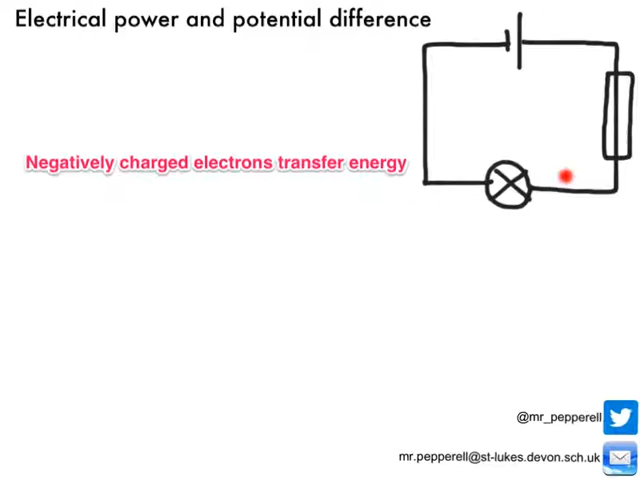 Electrical power and potential difference
Negatively charged electrons transfer energy
@mr_pepperell
mr.pepperell@st-lukes.devon.sch.uk